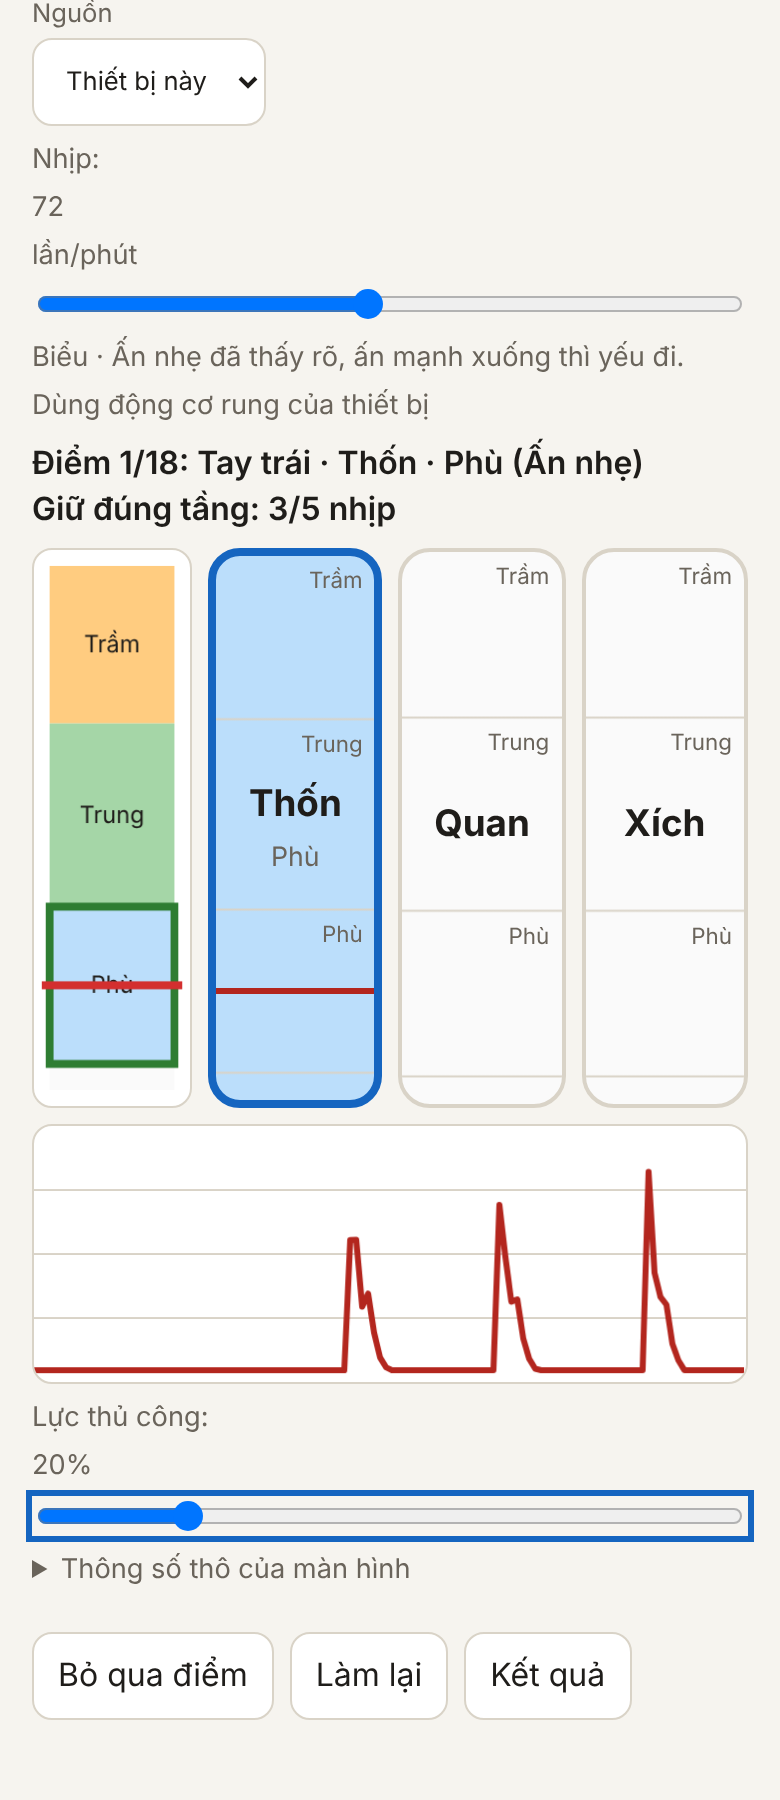 Nguồn
Thiết bị này
Nhịp:
72
lần/phút
Biểu · Ấn nhẹ đã thấy rõ, ấn mạnh xuống thì yếu đi.
Dùng động cơ rung của thiết bị
Điểm 1/18: Tay trái · Thốn · Phù (Ấn nhẹ)
Giữ đúng tầng: 3/5 nhịp
Trầm
Trung
Phù
Trầm
Trung
Thốn
Phù
Phù
Trầm
Trung
Quan
Phù
Trầm
Trung
Xích
Phù
Lực thủ công:
20%
Thông số thô của màn hình
Bỏ qua điểm
Làm lại
Kết quả